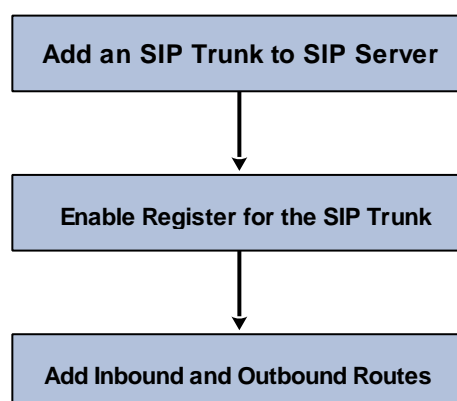 Add an SIP Trunk to SIP Server
Enable Register for the SIP Trunk
Add Inbound and Outbound Routes